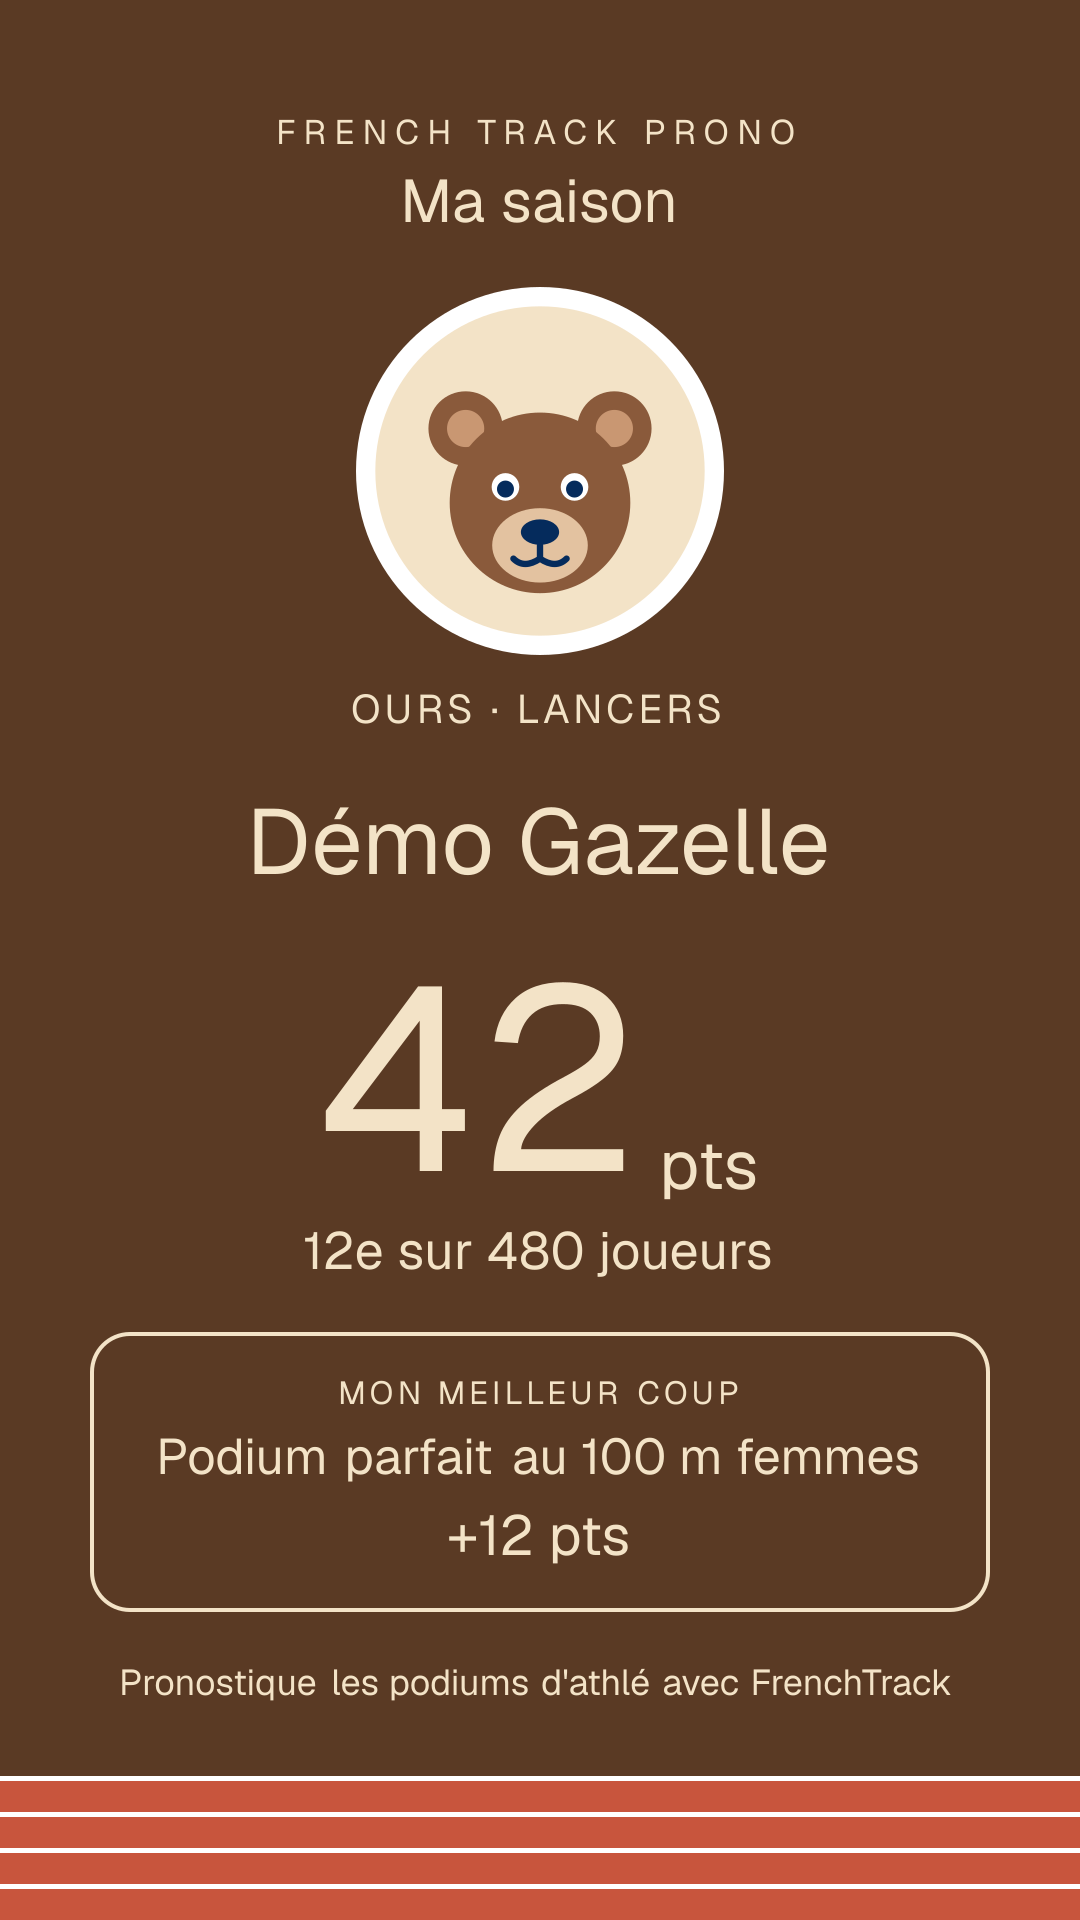 FRENCH TRACK PRONO
Ma saison
OURS · LANCERS
Démo Gazelle
42 pts
12e sur 480 joueurs
MON MEILLEUR COUP
Podium parfait au 100 m femmes
+12 pts
Pronostique les podiums d'athlé avec FrenchTrack